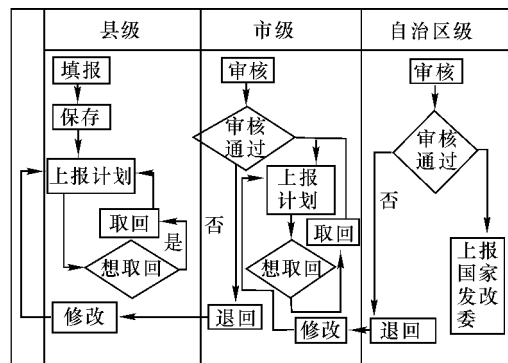 县级
市级
自治区级
填报
保存
上报计划
取回
是
想取回
修改
审核
审核
通过
上报
计划
否
取回
想取回
退回
修改
审核
审核
通过
否
上报
国家
发改
委
退回